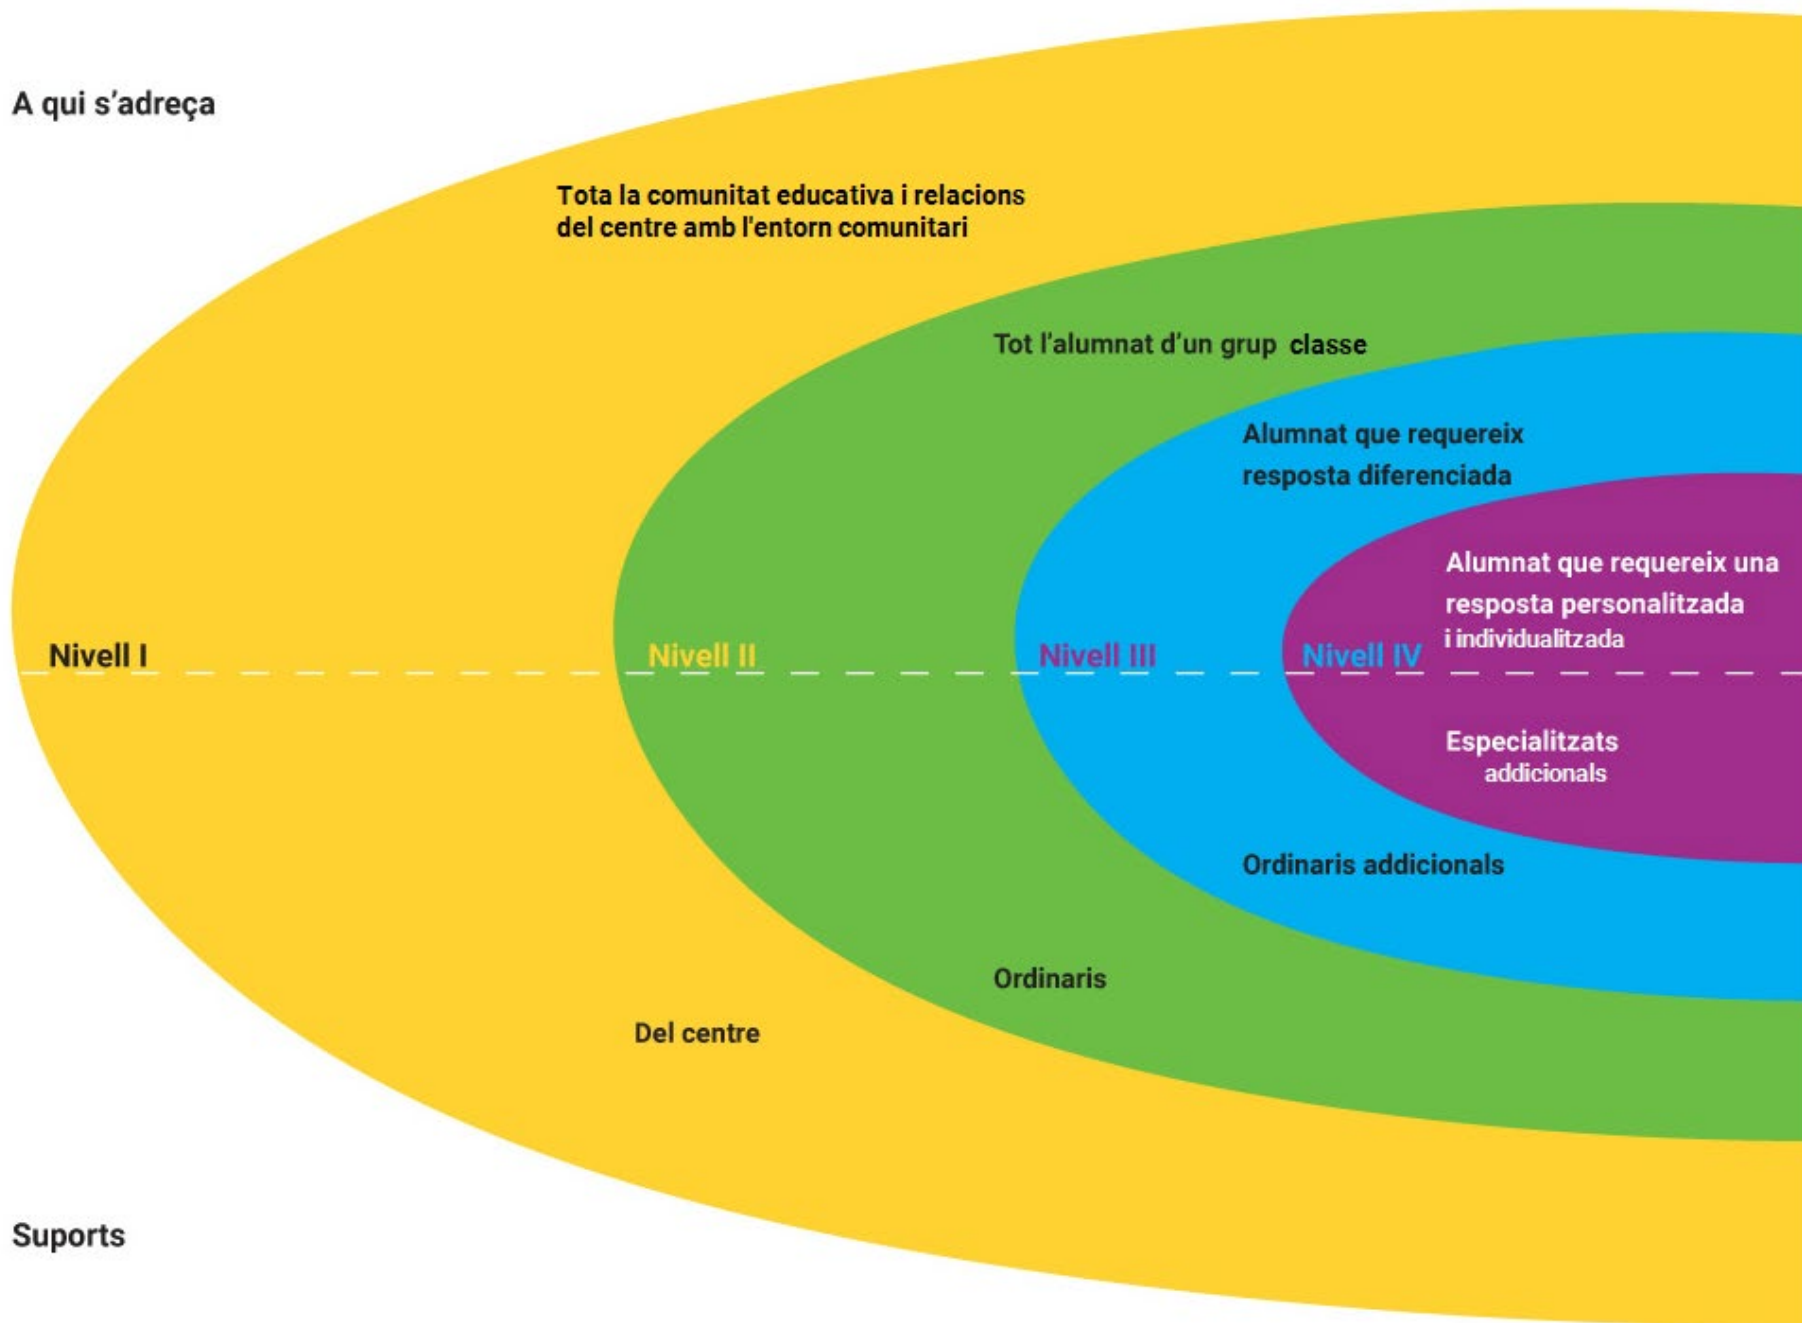 A qui s’adreça
Tota la comunitat educativa i relacions
del centre amb l'entorn comunitari
Tot l’alumnat d’un grup classe
Alumnat que requereix
resposta diferenciada
Alumnat que requereix una
resposta personalitzada
i individualitzada
Nivell I
Nivell II
Nivell III
Nivell IV
Especialitzats
addicionals
Ordinaris addicionals
Ordinaris
Del centre
Suports